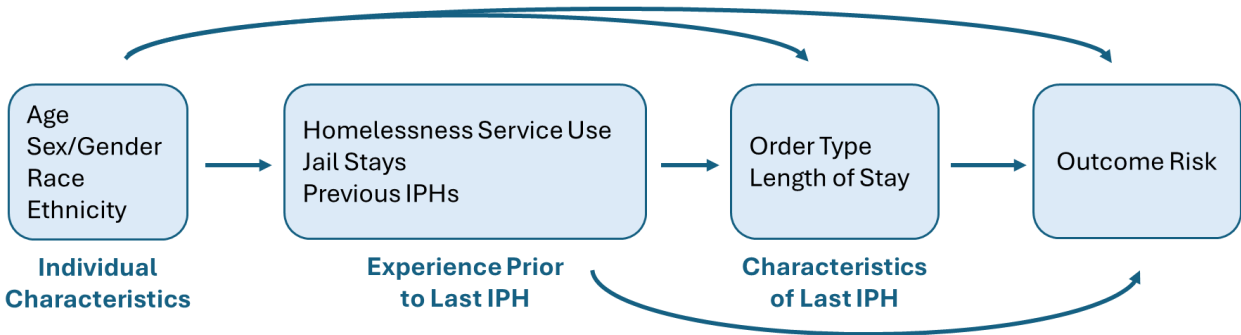 Age
Sex/Gender
Race
Ethnicity
Individual
Characteristics
Homelessness Service Use
Jail Stays
Previous IPHs
Experience Prior
to Last IPH
Order Type
Length of Stay
Characteristics
of Last IPH
Outcome Risk